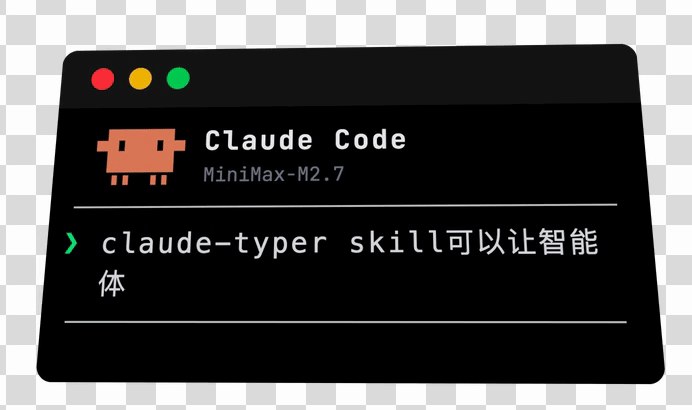 Claude Code
MiniMax-M2.7
❯ claude-typer skill可以让智能
体